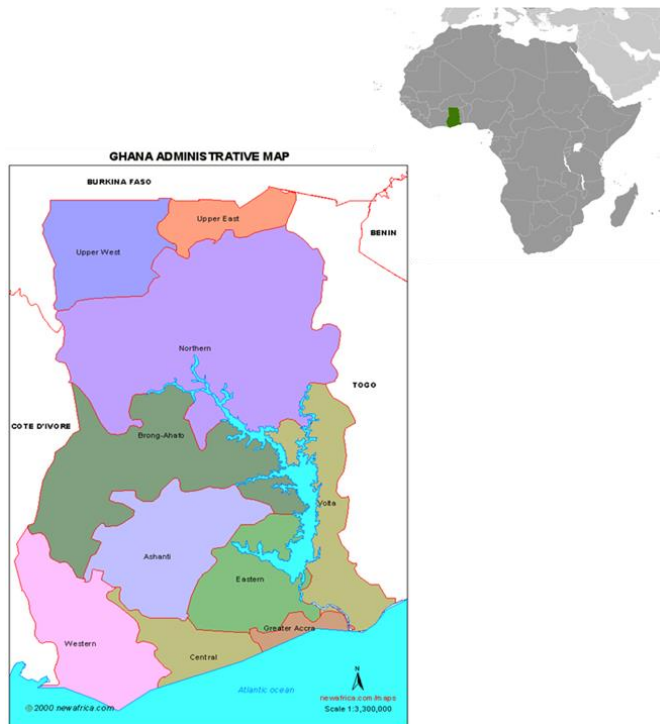 GHANA ADMINISTRATIVE MAP
BURKINA FASO
Upper East
BENIN
Upper West
Northern
TOGO
COTE D'IVORE
Brong-Ahafo
Volta
Ashanti
Eastern
Greater Accra
Western
Central
N
Atlantic ocean
newafrica.com/maps
© 2000 newafrica.com
Scale 1:3,300,000